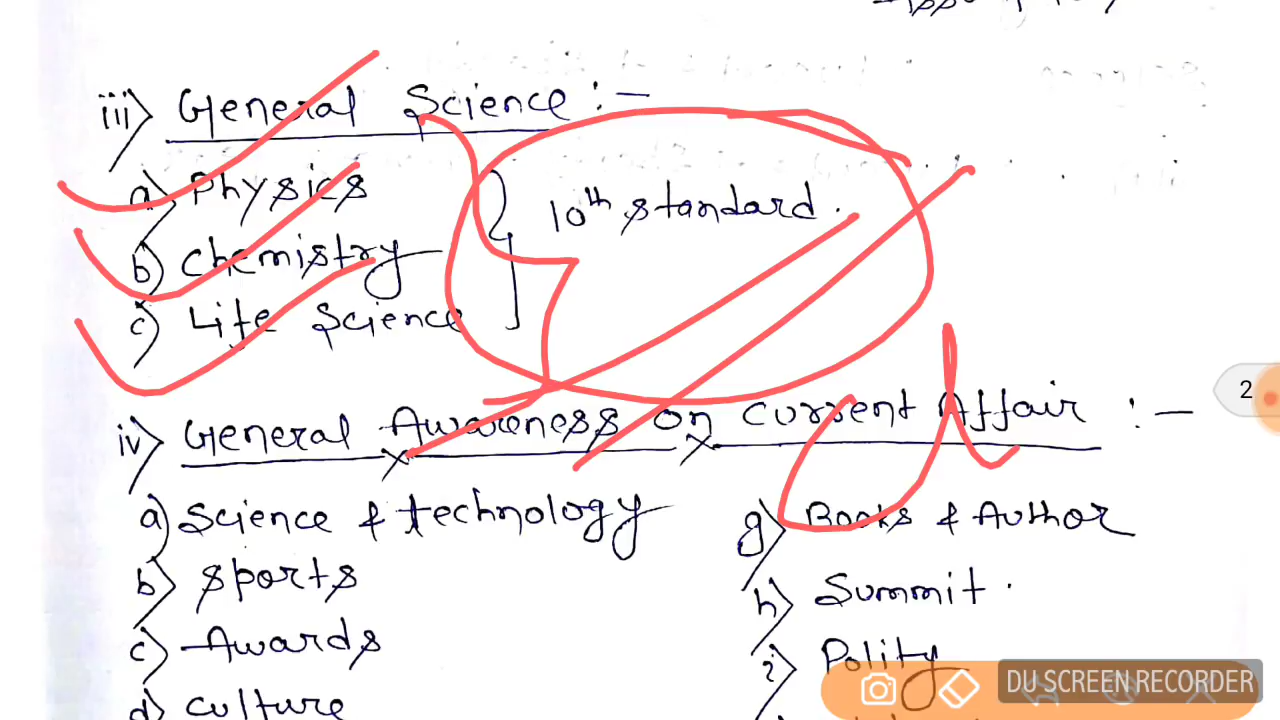 iii) General Science :-
a) Physics
b) Chemistry
c) Life Science
10th standard.
iv) General Awareness on Current Affair :-
a) Science & technology
b) Sports
c) Awards
d) Culture
g) Books & Author
h) Summit.
i) Polity
2
DU SCREEN RECORDER